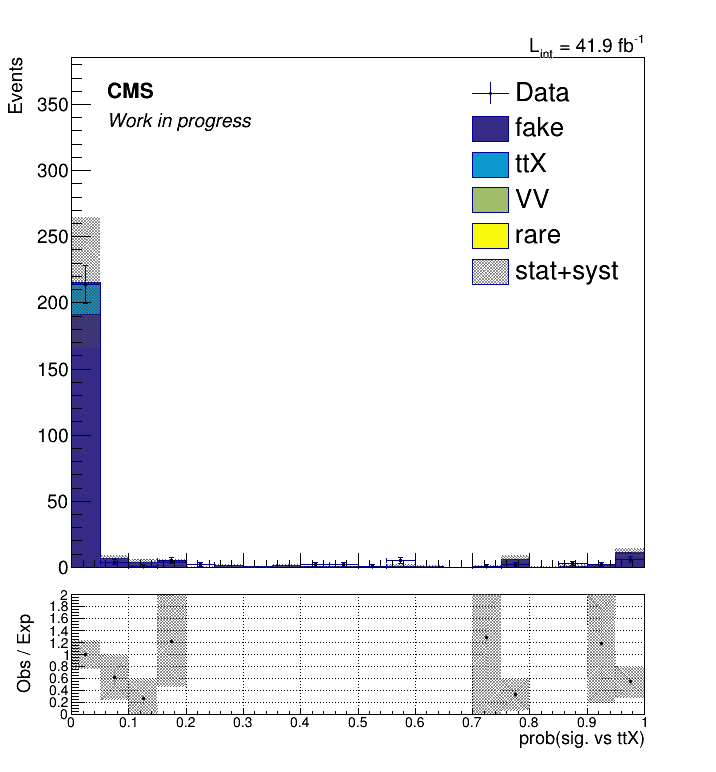 L_int = 41.9 fb^-1
Events
CMS
Work in progress
Data
fake
ttX
VV
rare
stat+syst
350
300
250
200
150
100
50
0
Obs / Exp
2
1.8
1.6
1.4
1.2
1
0.8
0.6
0.4
0.2
0
0 0.1 0.2 0.3 0.4 0.5 0.6 0.7 0.8 0.9 1
prob(sig. vs ttX)